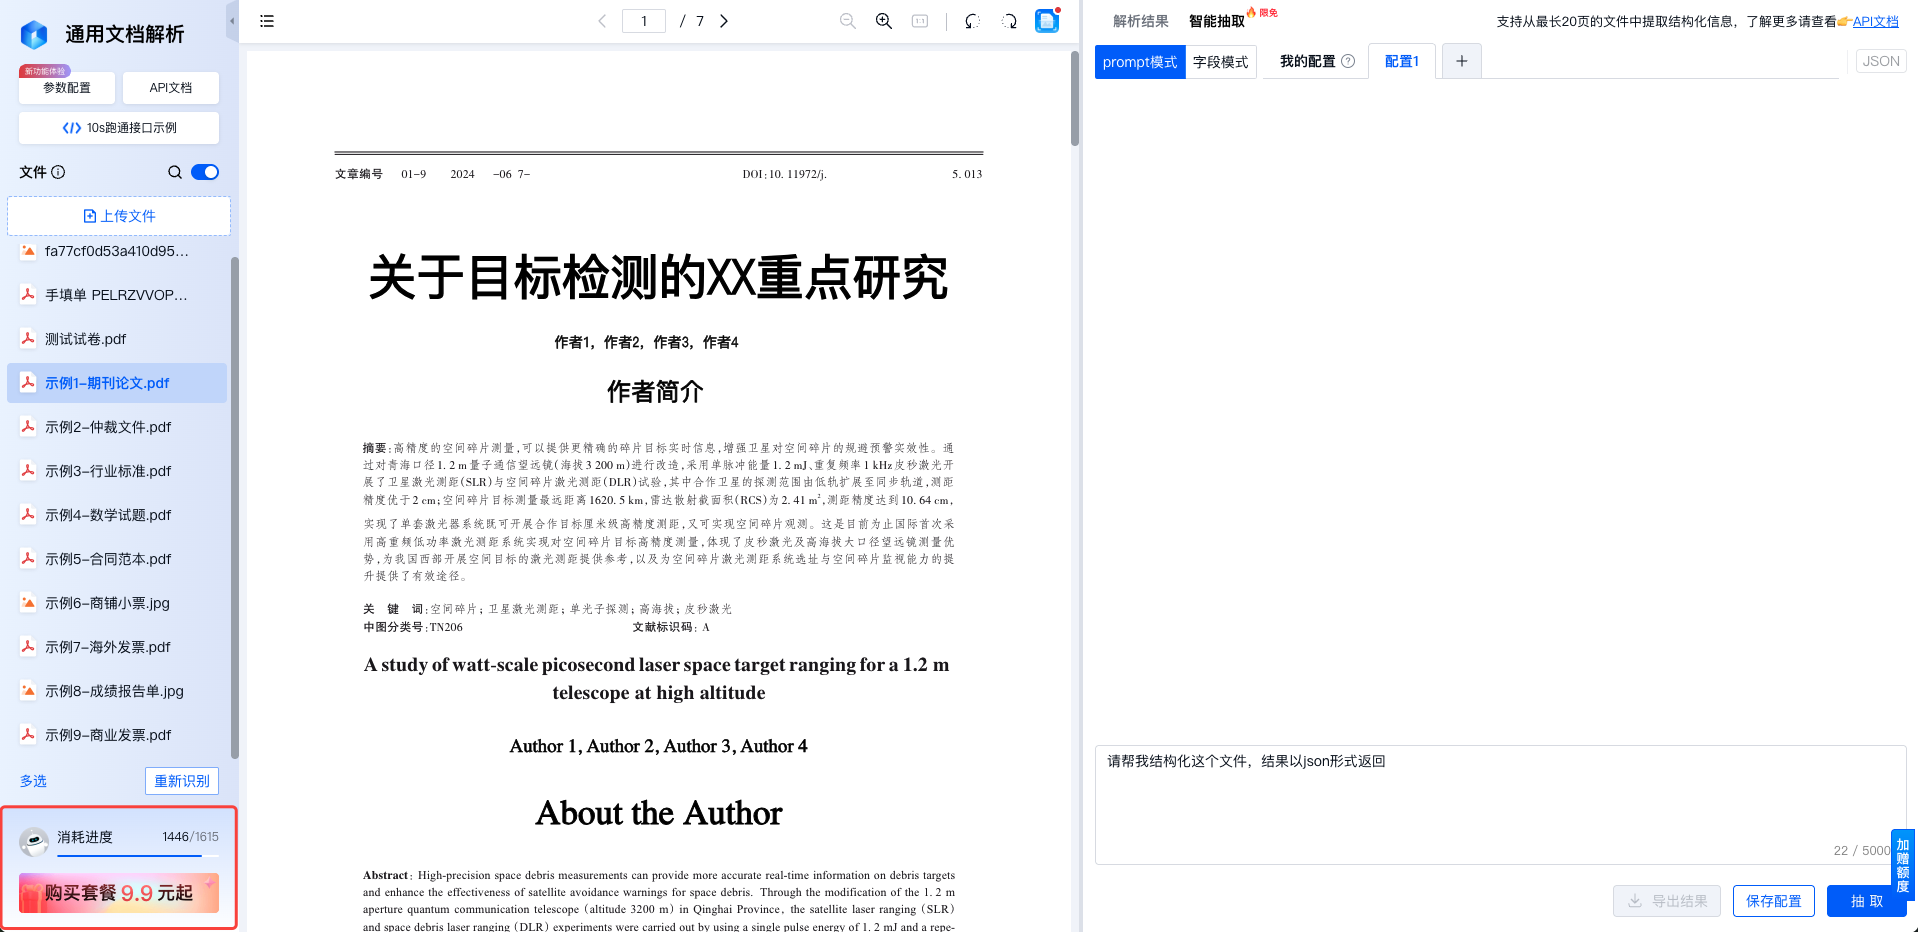 通用文档解析
新功能体验
参数配置
API文档
10s跑通接口示例
文件
上传文件
fa77cf0d53a410d95...
手填单 PELRZVVOP...
测试试卷.pdf
示例1-期刊论文.pdf
示例2-仲裁文件.pdf
示例3-行业标准.pdf
示例4-数学试题.pdf
示例5-合同范本.pdf
示例6-商铺小票.jpg
示例7-海外发票.pdf
示例8-成绩报告单.jpg
示例9-商业发票.pdf
多选 重新识别
消耗进度 1446/1615
购买套餐 9.9 元起
1 / 7
1:1
文章编号 01-9 2024 -06 7- DOI:10. 11972/j. 5. 013
关于目标检测的XX重点研究
作者1，作者2，作者3，作者4
作者简介
摘要:高精度的空间碎片测量,可以提供更精确的碎片目标实时信息,增强卫星对空间碎片的规避预警实效性。通
过对青海口径1. 2 m量子通信望远镜(海拔3 200 m)进行改造,采用单脉冲能量1. 2 mJ、重复频率1 kHz皮秒激光开
展了卫星激光测距(SLR)与空间碎片激光测距(DLR)试验,其中合作卫星的探测范围由低轨扩展至同步轨道,测距
精度优于2 cm;空间碎片目标测量最远距离1620. 5 km,雷达散射截面积(RCS)为2. 41 m²,测距精度达到10. 64 cm,
实现了单套激光器系统既可开展合作目标厘米级高精度测距,又可实现空间碎片观测。这是目前为止国际首次采
用高重频低功率激光测距系统实现对空间碎片目标高精度测量,体现了皮秒激光及高海拔大口径望远镜测量优
势,为我国西部开展空间目标的激光测距提供参考,以及为空间碎片激光测距系统选址与空间碎片监视能力的提
升提供了有效途径。
关 键 词:空间碎片; 卫星激光测距; 单光子探测; 高海拔; 皮秒激光
中图分类号:TN206 文献标识码: A
A study of watt-scale picosecond laser space target ranging for a 1.2 m
telescope at high altitude
Author 1, Author 2, Author 3, Author 4
About the Author
Abstract: High-precision space debris measurements can provide more accurate real-time information on debris targets
and enhance the effectiveness of satellite avoidance warnings for space debris. Through the modification of the 1. 2 m
aperture quantum communication telescope (altitude 3200 m) in Qinghai Province, the satellite laser ranging (SLR)
and space debris laser ranging (DLR) experiments were carried out by using a single pulse energy of 1. 2 mJ and a repe-
解析结果 智能抽取 限免
支持从最长20页的文件中提取结构化信息，了解更多请查看👉API文档
prompt模式 字段模式 我的配置 配置1 + JSON
请帮我结构化这个文件，结果以json形式返回
22 / 5000
加赠额度
导出结果 保存配置 抽 取